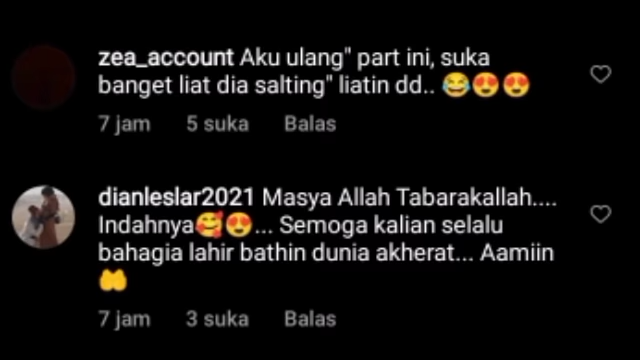 zea_account Aku ulang" part ini, suka
banget liat dia salting" liatin dd.. 😂😍😍
7 jam 5 suka Balas
dianleslar2021 Masya Allah Tabarakallah....
Indahnya🥰😍... Semoga kalian selalu
bahagia lahir bathin dunia akherat... Aamiin
🤲
7 jam 3 suka Balas